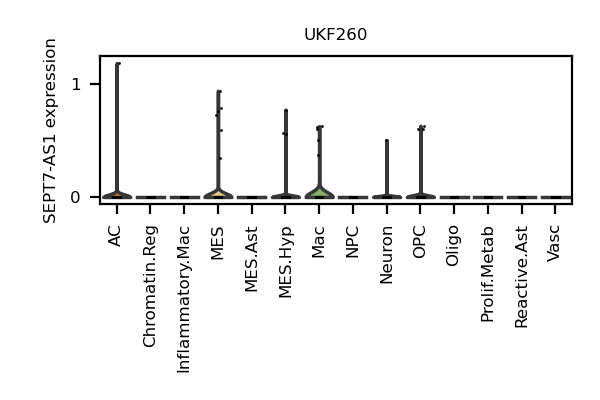 UKF260
SEPT7-AS1 expression
1
0
AC
Chromatin.Reg
Inflammatory.Mac
MES
MES.Ast
MES.Hyp
Mac
NPC
Neuron
OPC
Oligo
Prolif.Metab
Reactive.Ast
Vasc